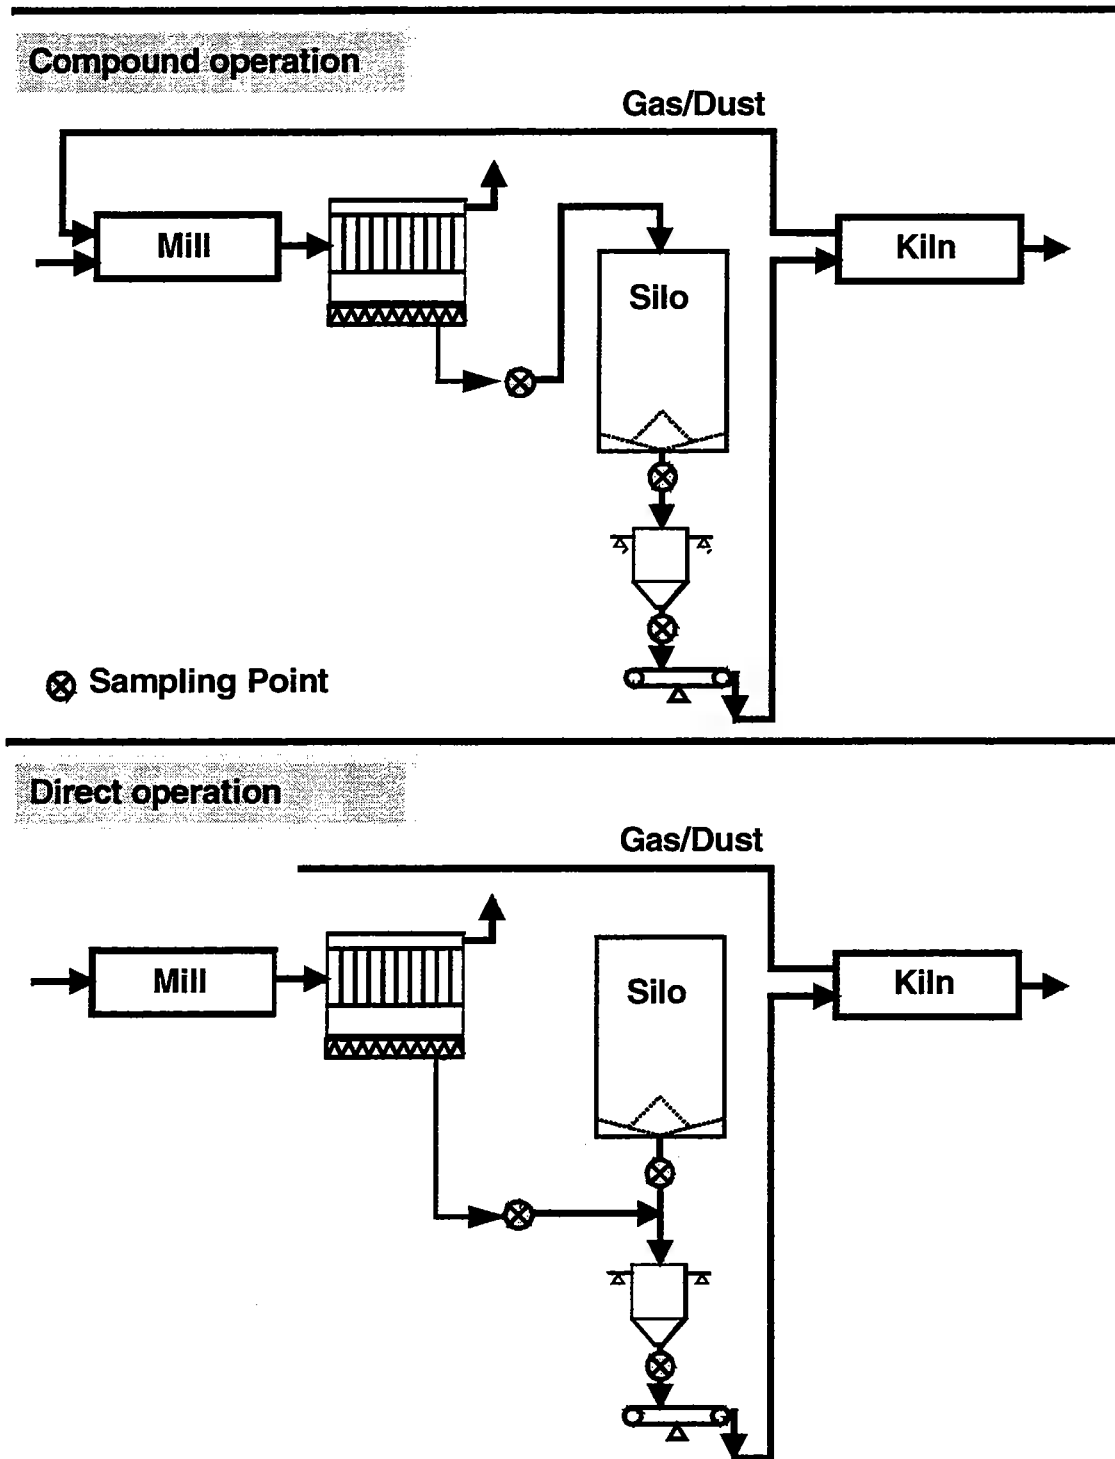 Compound operation
Gas/Dust
Mill
Kiln
Silo
Sampling Point
Direct operation
Gas/Dust
Mill
Silo
Kiln